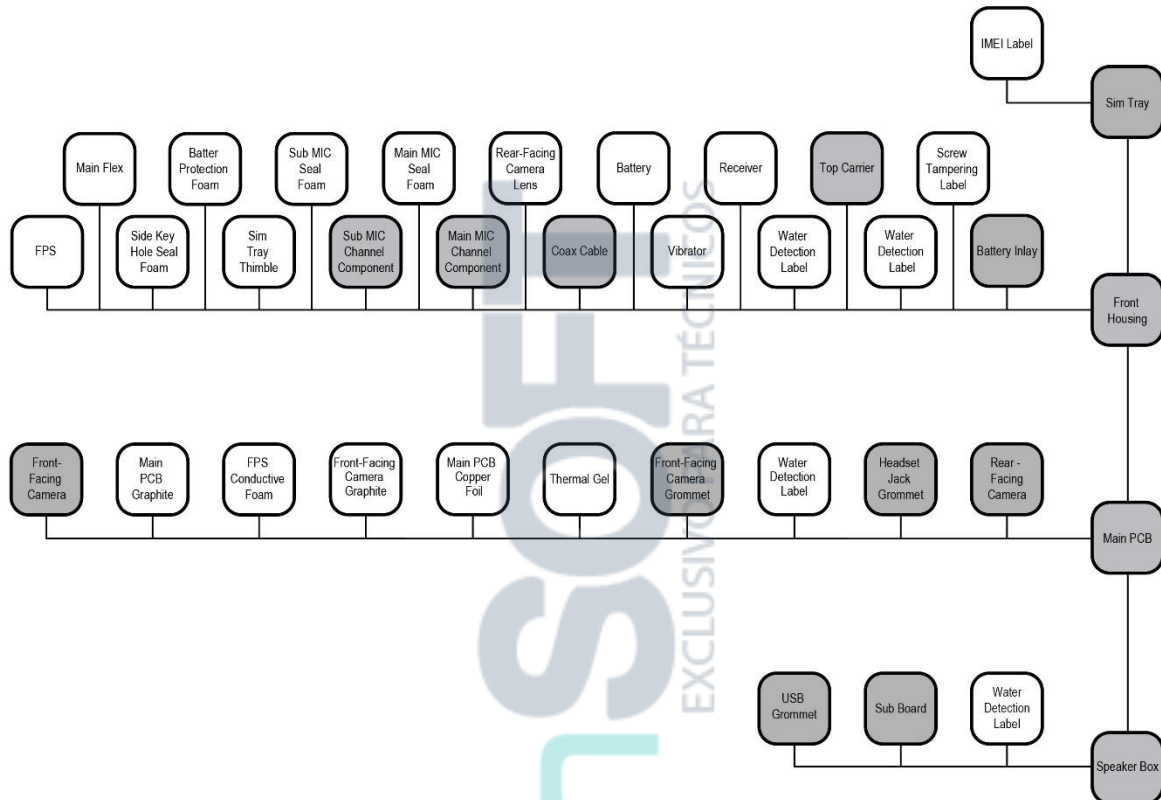 IMEI Label
Sim Tray
Main Flex
Batter
Protection
Foam
Sub MIC
Seal
Foam
Main MIC
Seal
Foam
Rear-Facing
Camera
Lens
Battery
Receiver
Top Carrier
Screw
Tampering
Label
FPS
Side Key
Hole Seal
Foam
Sim
Tray
Thimble
Sub MIC
Channel
Component
Main MIC
Channel
Component
Coax Cable
Vibrator
Water
Detection
Label
Water
Detection
Label
Battery Inlay
Front
Housing
Front-
Facing
Camera
Main
PCB
Graphite
FPS
Conductive
Foam
Front-Facing
Camera
Graphite
Main PCB
Copper
Foil
Thermal Gel
Front-Facing
Camera
Grommet
Water
Detection
Label
Headset
Jack
Grommet
Rear -
Facing
Camera
Main PCB
USB
Grommet
Sub Board
Water
Detection
Label
Speaker Box
SOFT
EXCLUSIVO PARA TÉCNICOS